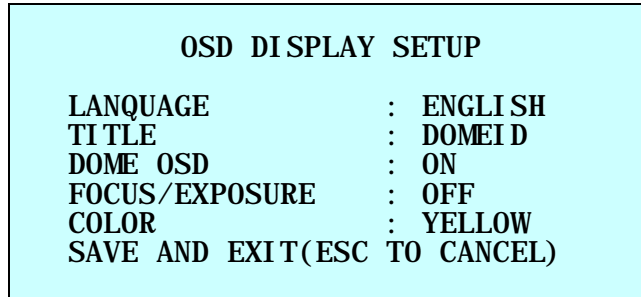 OSD DISPLAY SETUP
LANQUAGE : ENGLISH
TITLE : DOMEID
DOME OSD : ON
FOCUS/EXPOSURE : OFF
COLOR : YELLOW
SAVE AND EXIT(ESC TO CANCEL)